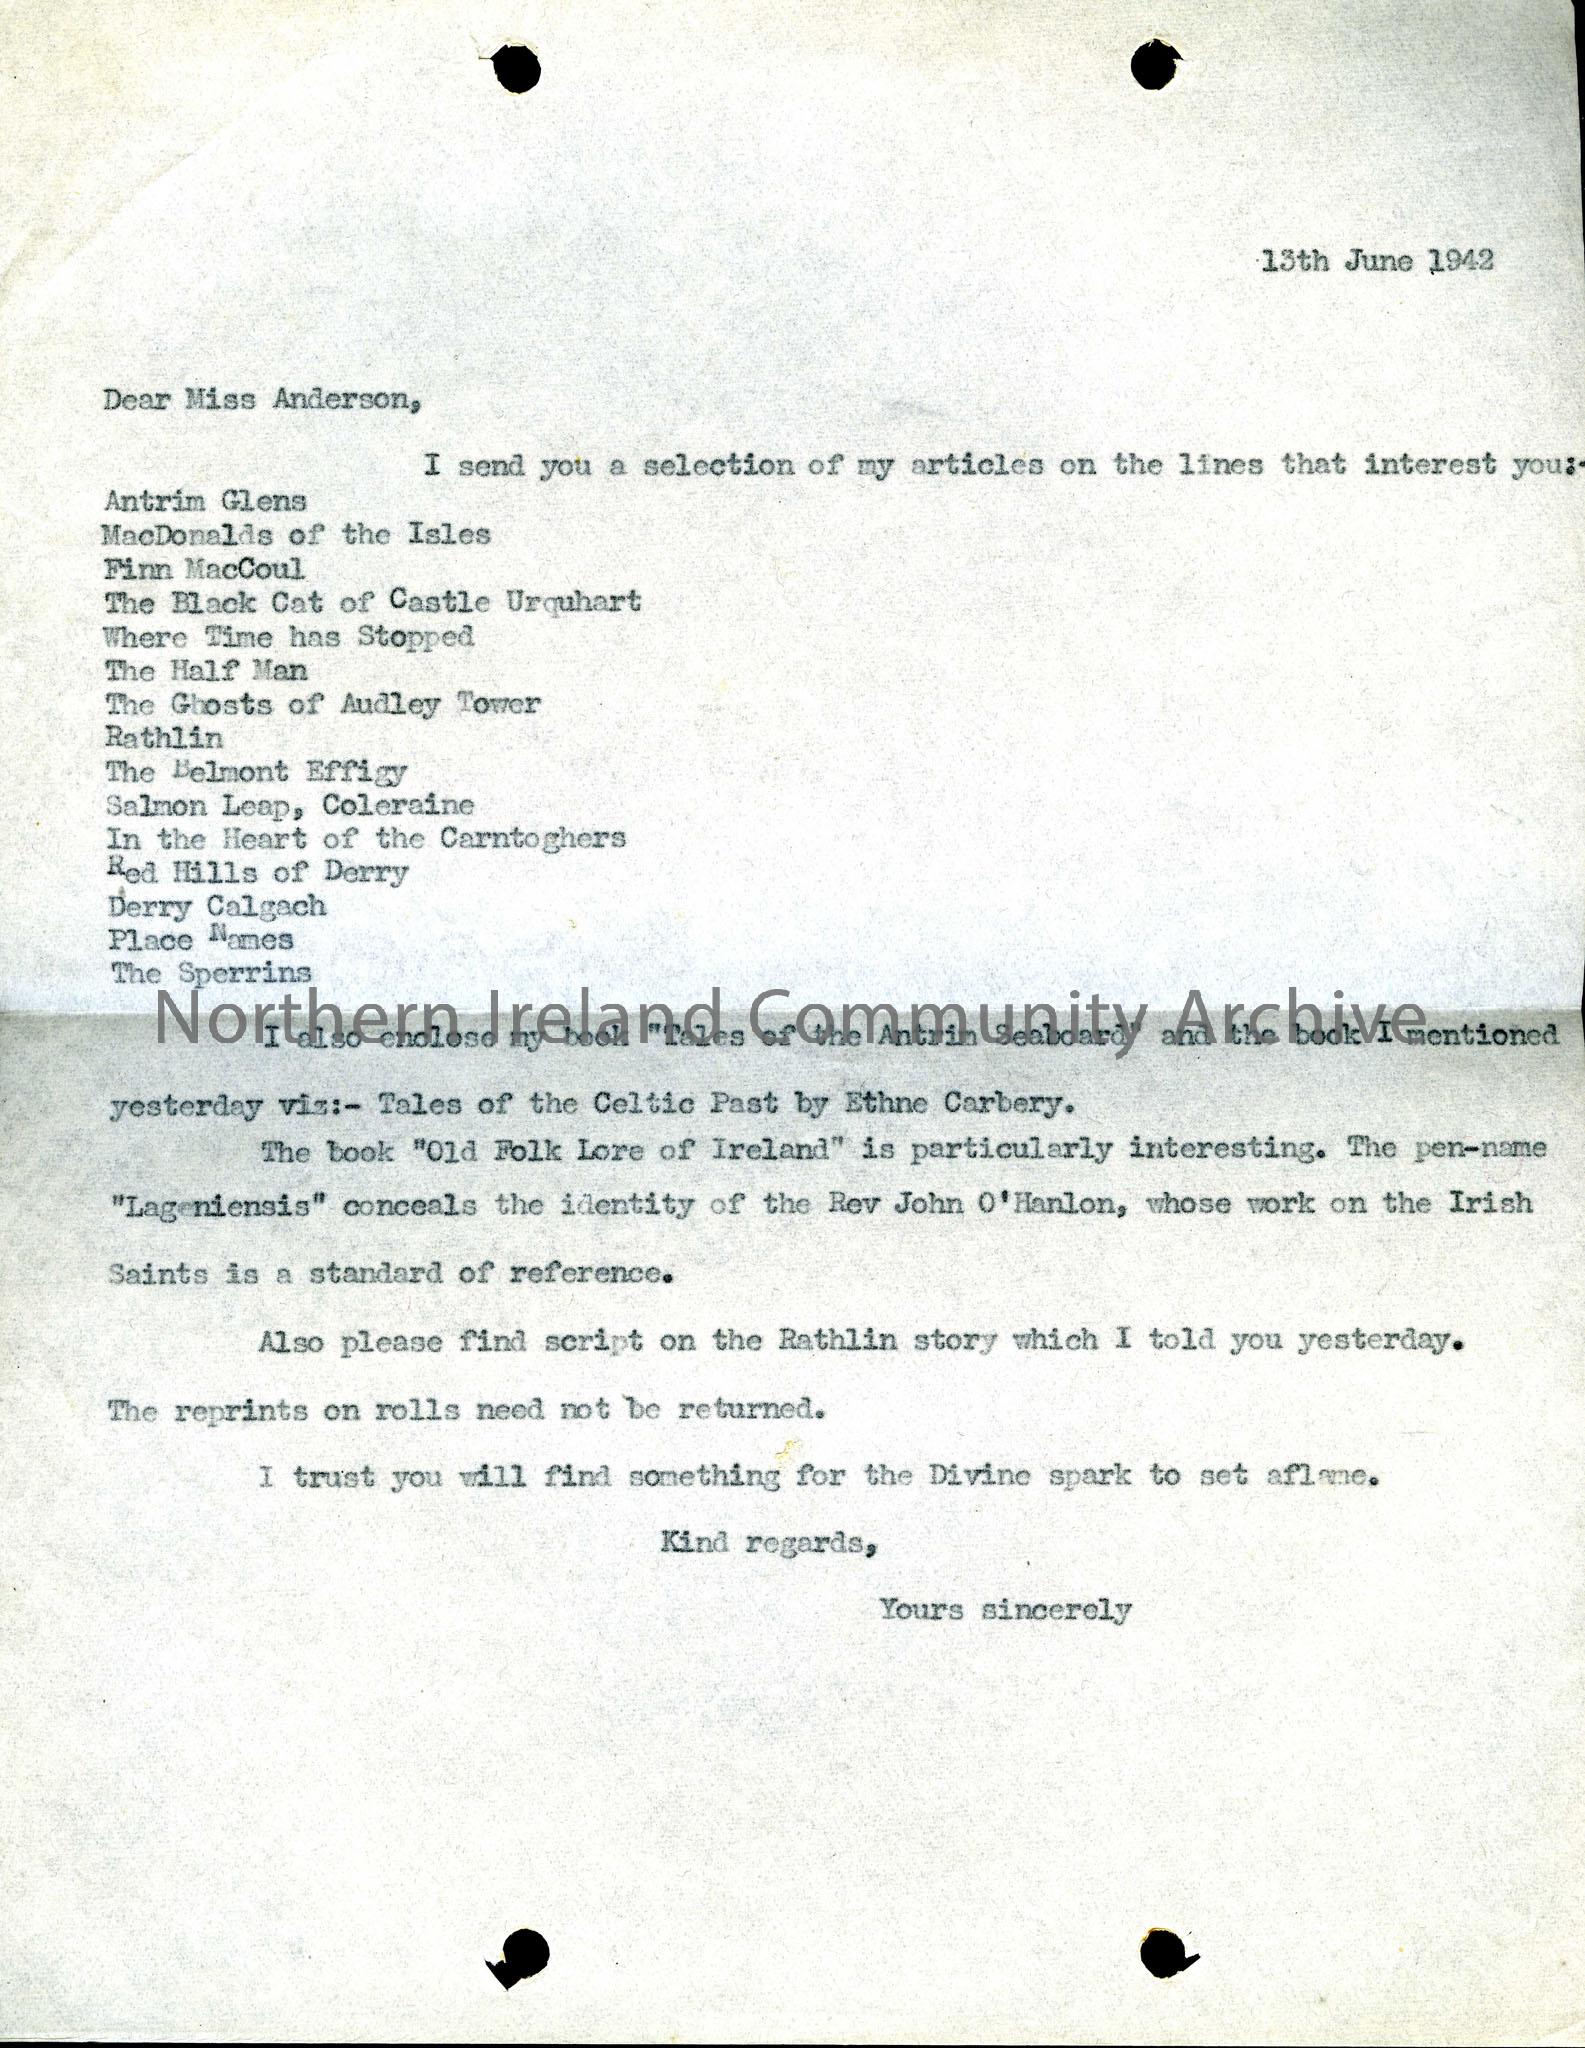 13th June 1942
Dear Miss Anderson,
I send you a selection of my articles on the lines that interest you:-
Antrim Glens
MacDonalds of the Isles
Finn MacCoul
The Black Cat of Castle Urquhart
Where Time has Stopped
The Half Man
The Ghosts of Audley Tower
Rathlin
The Belmont Effigy
Salmon Leap, Coleraine
In the Heart of the Carntoghers
Red Hills of Derry
Derry Calgach
Place Names
The Sperrins
Northern Ireland Community Archive
I also enclose my book "Tales of the Antrim Seaboard" and the book I mentioned
yesterday viz:- Tales of the Celtic Past by Ethne Carbery.
The book "Old Folk Lore of Ireland" is particularly interesting. The pen-name
"Lageniensis" conceals the identity of the Rev John O'Hanlon, whose work on the Irish
Saints is a standard of reference.
Also please find script on the Rathlin story which I told you yesterday.
The reprints on rolls need not be returned.
I trust you will find something for the Divine spark to set aflame.
Kind regards,
Yours sincerely